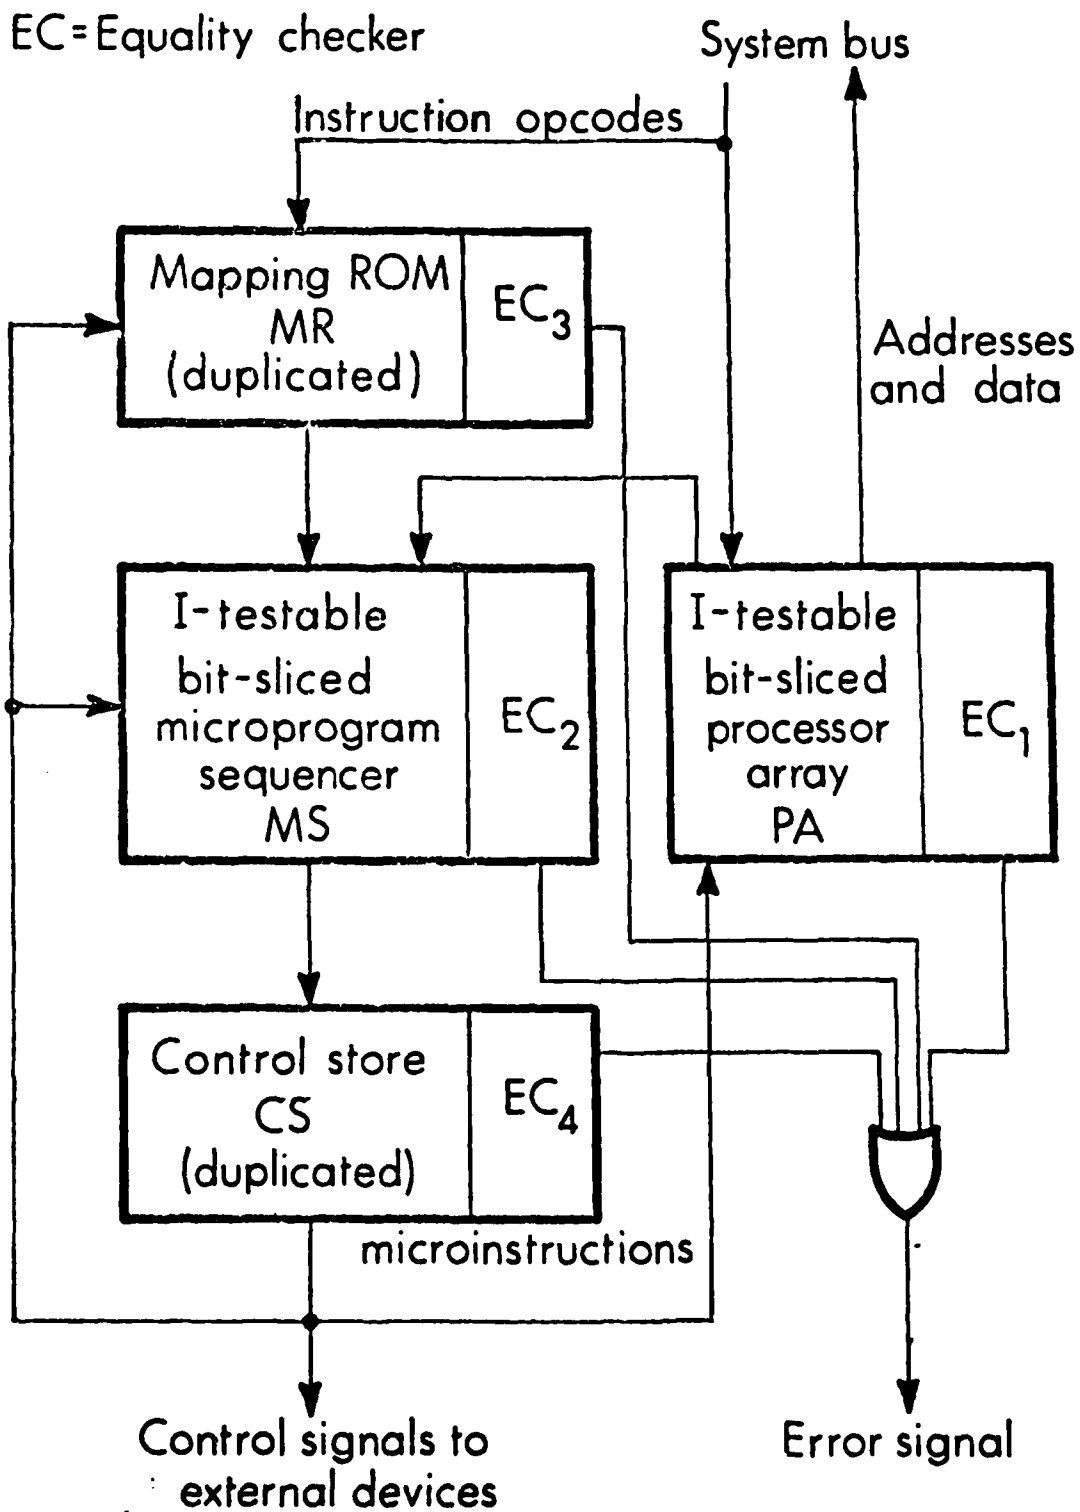 EC=Equality checker
System bus
Instruction opcodes
Mapping ROM
MR
(duplicated)
EC3
Addresses
and data
I-testable
bit-sliced
microprogram
sequencer
MS
EC2
I-testable
bit-sliced
processor
array
PA
EC1
Control store
CS
(duplicated)
EC4
microinstructions
Control signals to
external devices
Error signal